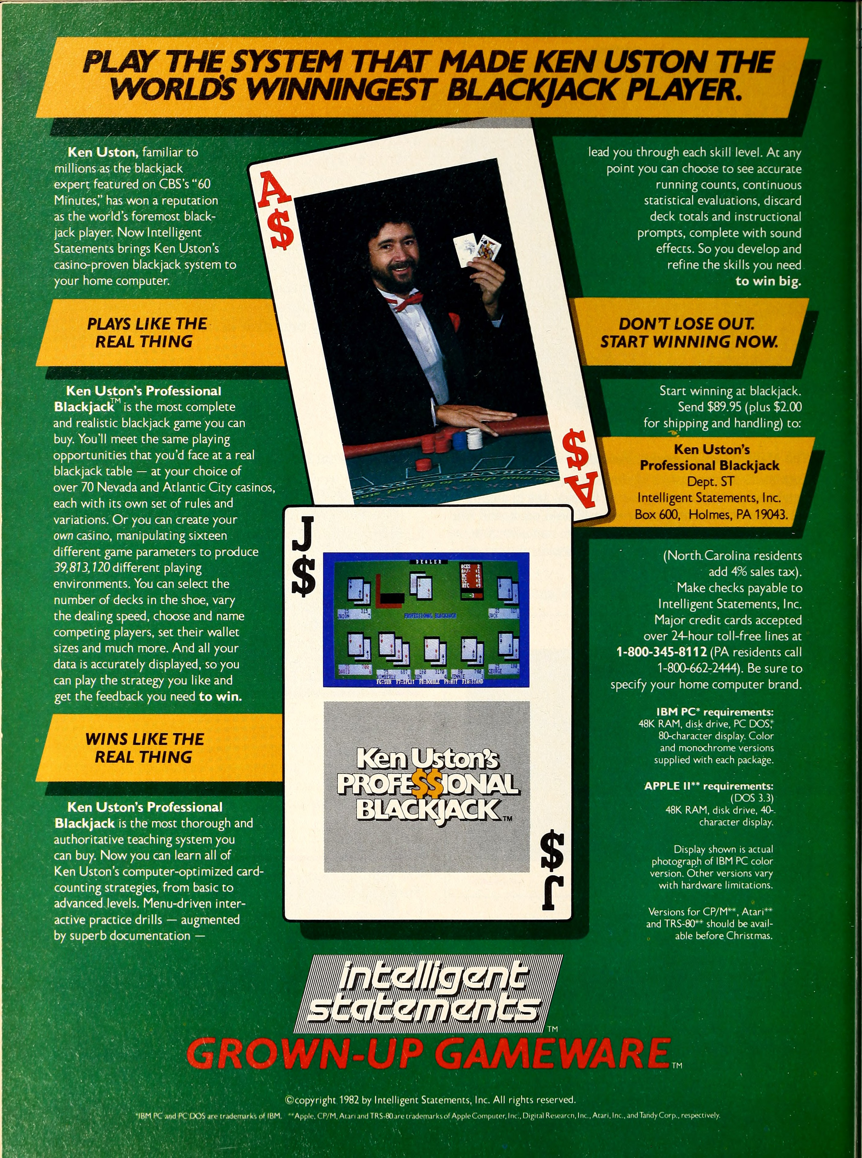 PLAY THE SYSTEM THAT MADE KEN USTON THE
WORLD'S WINNINGEST BLACKJACK PLAYER.
Ken Uston, familiar to
millions as the blackjack
expert featured on CBS's "60
Minutes," has won a reputation
as the world's foremost black-
jack player. Now Intelligent
Statements brings Ken Uston's
casino-proven blackjack system to
your home computer.
PLAYS LIKE THE
REAL THING
Ken Uston's Professional
Blackjack™ is the most complete
and realistic blackjack game you can
buy. You'll meet the same playing
opportunities that you'd face at a real
blackjack table — at your choice of
over 70 Nevada and Atlantic City casinos,
each with its own set of rules and
variations. Or you can create your
own casino, manipulating sixteen
different game parameters to produce
39,813,120 different playing
environments. You can select the
number of decks in the shoe, vary
the dealing speed, choose and name
competing players, set their wallet
sizes and much more. And all your
data is accurately displayed, so you
can play the strategy you like and
get the feedback you need to win.
WINS LIKE THE
REAL THING
Ken Uston's Professional
Blackjack is the most thorough and
authoritative teaching system you
can buy. Now you can learn all of
Ken Uston's computer-optimized card-
counting strategies, from basic to
advanced levels. Menu-driven inter-
active practice drills — augmented
by superb documentation —
A
$
$
A
J
$
DEALER
PROFESSIONAL BLACKJACK
Ken Uston's
PROFE$$IONAL
BLACKJACK™
$
J
lead you through each skill level. At any
point you can choose to see accurate
running counts, continuous
statistical evaluations, discard
deck totals and instructional
prompts, complete with sound
effects. So you develop and
refine the skills you need
to win big.
DON'T LOSE OUT.
START WINNING NOW.
Start winning at blackjack.
Send $89.95 (plus $2.00
for shipping and handling) to:
Ken Uston's
Professional Blackjack
Dept. ST
Intelligent Statements, Inc.
Box 600, Holmes, PA 19043.
(North Carolina residents
add 4% sales tax).
Make checks payable to
Intelligent Statements, Inc.
Major credit cards accepted
over 24-hour toll-free lines at
1-800-345-8112 (PA residents call
1-800-662-2444). Be sure to
specify your home computer brand.
IBM PC* requirements:
48K RAM, disk drive, PC DOS,*
80-character display. Color
and monochrome versions
supplied with each package.
APPLE II** requirements:
(DOS 3.3)
48K RAM, disk drive, 40-
character display.
Display shown is actual
photograph of IBM PC color
version. Other versions vary
with hardware limitations.
Versions for CP/M**, Atari**
and TRS-80** should be avail-
able before Christmas.
intelligent
statements™
GROWN-UP GAMEWARE™
©copyright 1982 by Intelligent Statements, Inc. All rights reserved.
*IBM PC and PC DOS are trademarks of IBM. **Apple, CP/M, Atari and TRS-80 are trademarks of Apple Computer, Inc., Digital Research, Inc., Atari, Inc., and Tandy Corp., respectively.